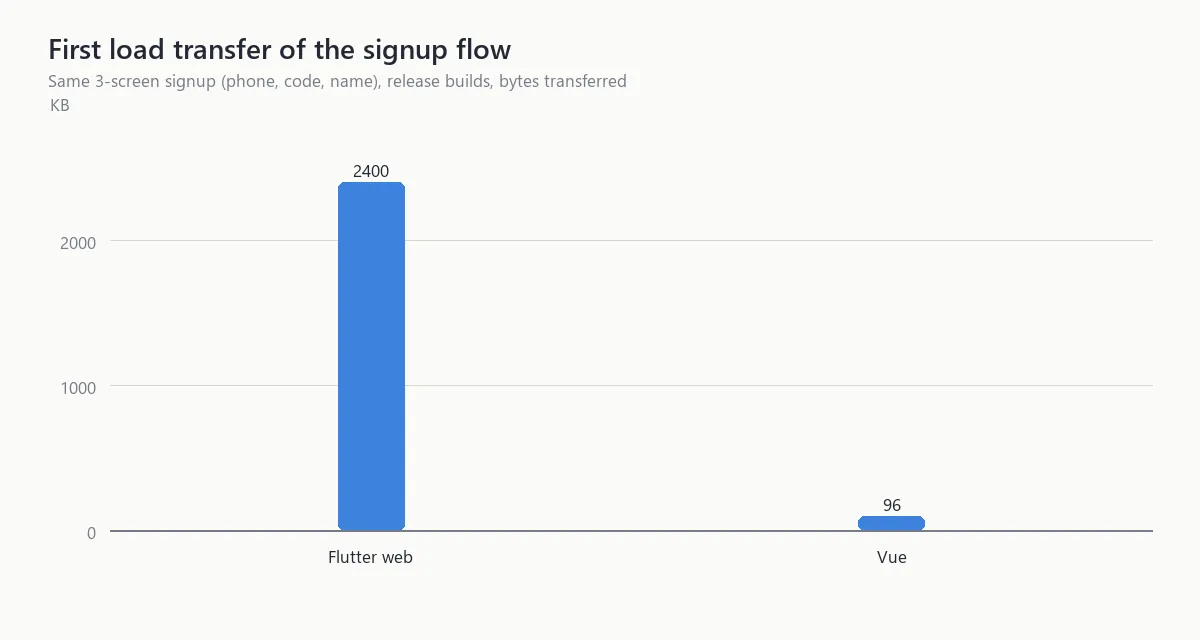 First load transfer of the signup flow
Same 3-screen signup (phone, code, name), release builds, bytes transferred
KB
2400
2000
1000
96
0
Flutter web
Vue